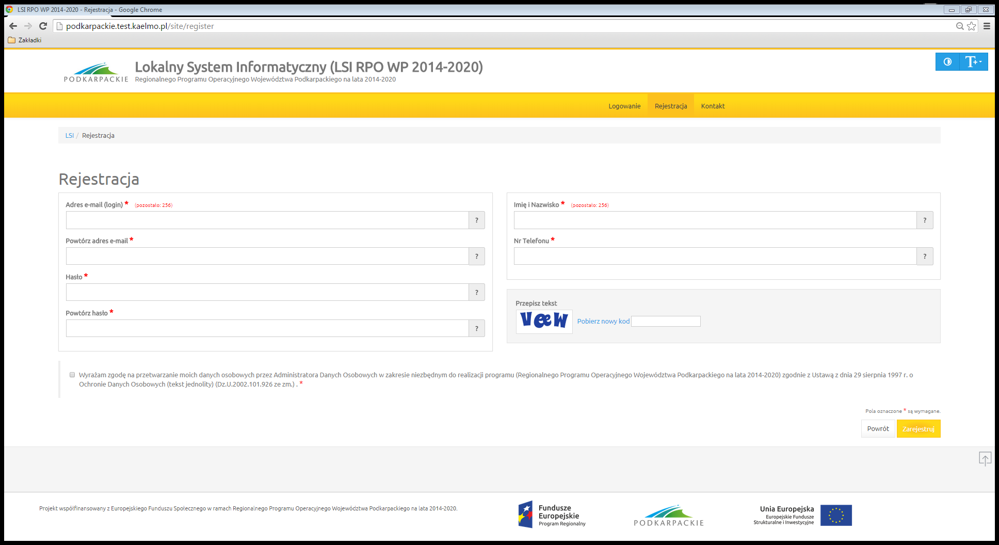 LSI RPO WP 2014-2020 - Rejestracja - Google Chrome
podkarpackie.test.kaelmo.pl/site/register
Zakładki
PODKARPACKIE
Lokalny System Informatyczny (LSI RPO WP 2014-2020)
Regionalnego Programu Operacyjnego Województwa Podkarpackiego na lata 2014-2020
T+
Logowanie Rejestracja Kontakt
LSI / Rejestracja
Rejestracja
Adres e-mail (login) * (pozostało: 256)
?
Powtórz adres e-mail *
?
Hasło *
?
Powtórz hasło *
?
Imię i Nazwisko * (pozostało: 256)
?
Nr Telefonu *
?
Przepisz tekst
Pobierz nowy kod
Wyrażam zgodę na przetwarzanie moich danych osobowych przez Administratora Danych Osobowych w zakresie niezbędnym do realizacji programu (Regionalnego Programu Operacyjnego Województwa Podkarpackiego na lata 2014-2020) zgodnie z Ustawą z dnia 29 sierpnia 1997 r. o
Ochronie Danych Osobowych (tekst jednolity) (Dz.U.2002.101.926 ze zm.) . *
Pola oznaczone * są wymagane.
Powrót Zarejestruj
Projekt współfinansowany z Europejskiego Funduszu Społecznego w ramach Regionalnego Programu Operacyjnego Województwa Podkarpackiego na lata 2014-2020.
Fundusze
Europejskie
Program Regionalny
PODKARPACKIE
Unia Europejska
Europejskie Fundusze
Strukturalne i Inwestycyjne